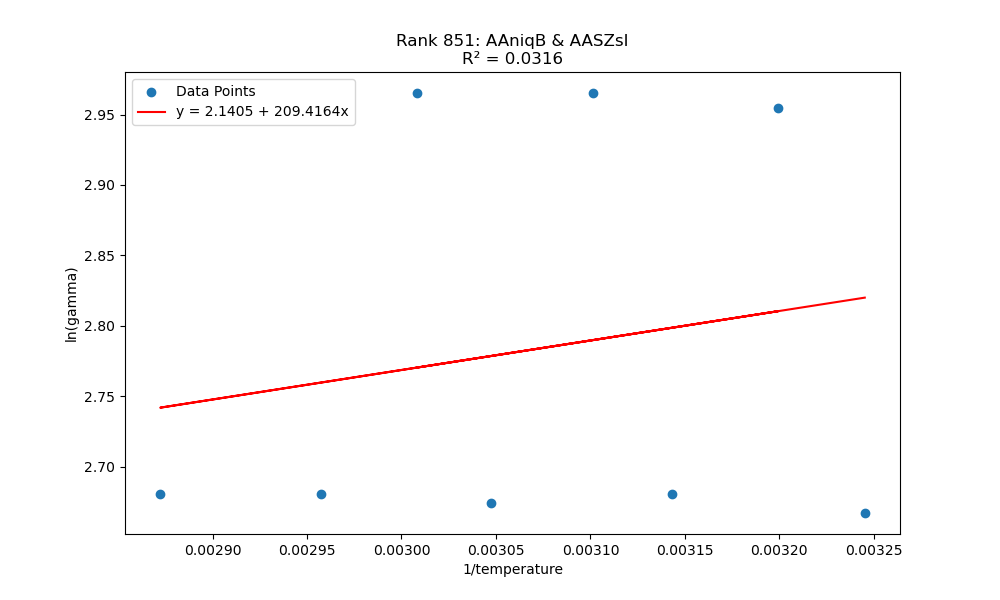 Rank 851: AAniqB & AASZsI
R² = 0.0316
Data Points
y = 2.1405 + 209.4164x
ln(gamma)
2.95
2.90
2.85
2.80
2.75
2.70
0.00290 0.00295 0.00300 0.00305 0.00310 0.00315 0.00320 0.00325
1/temperature